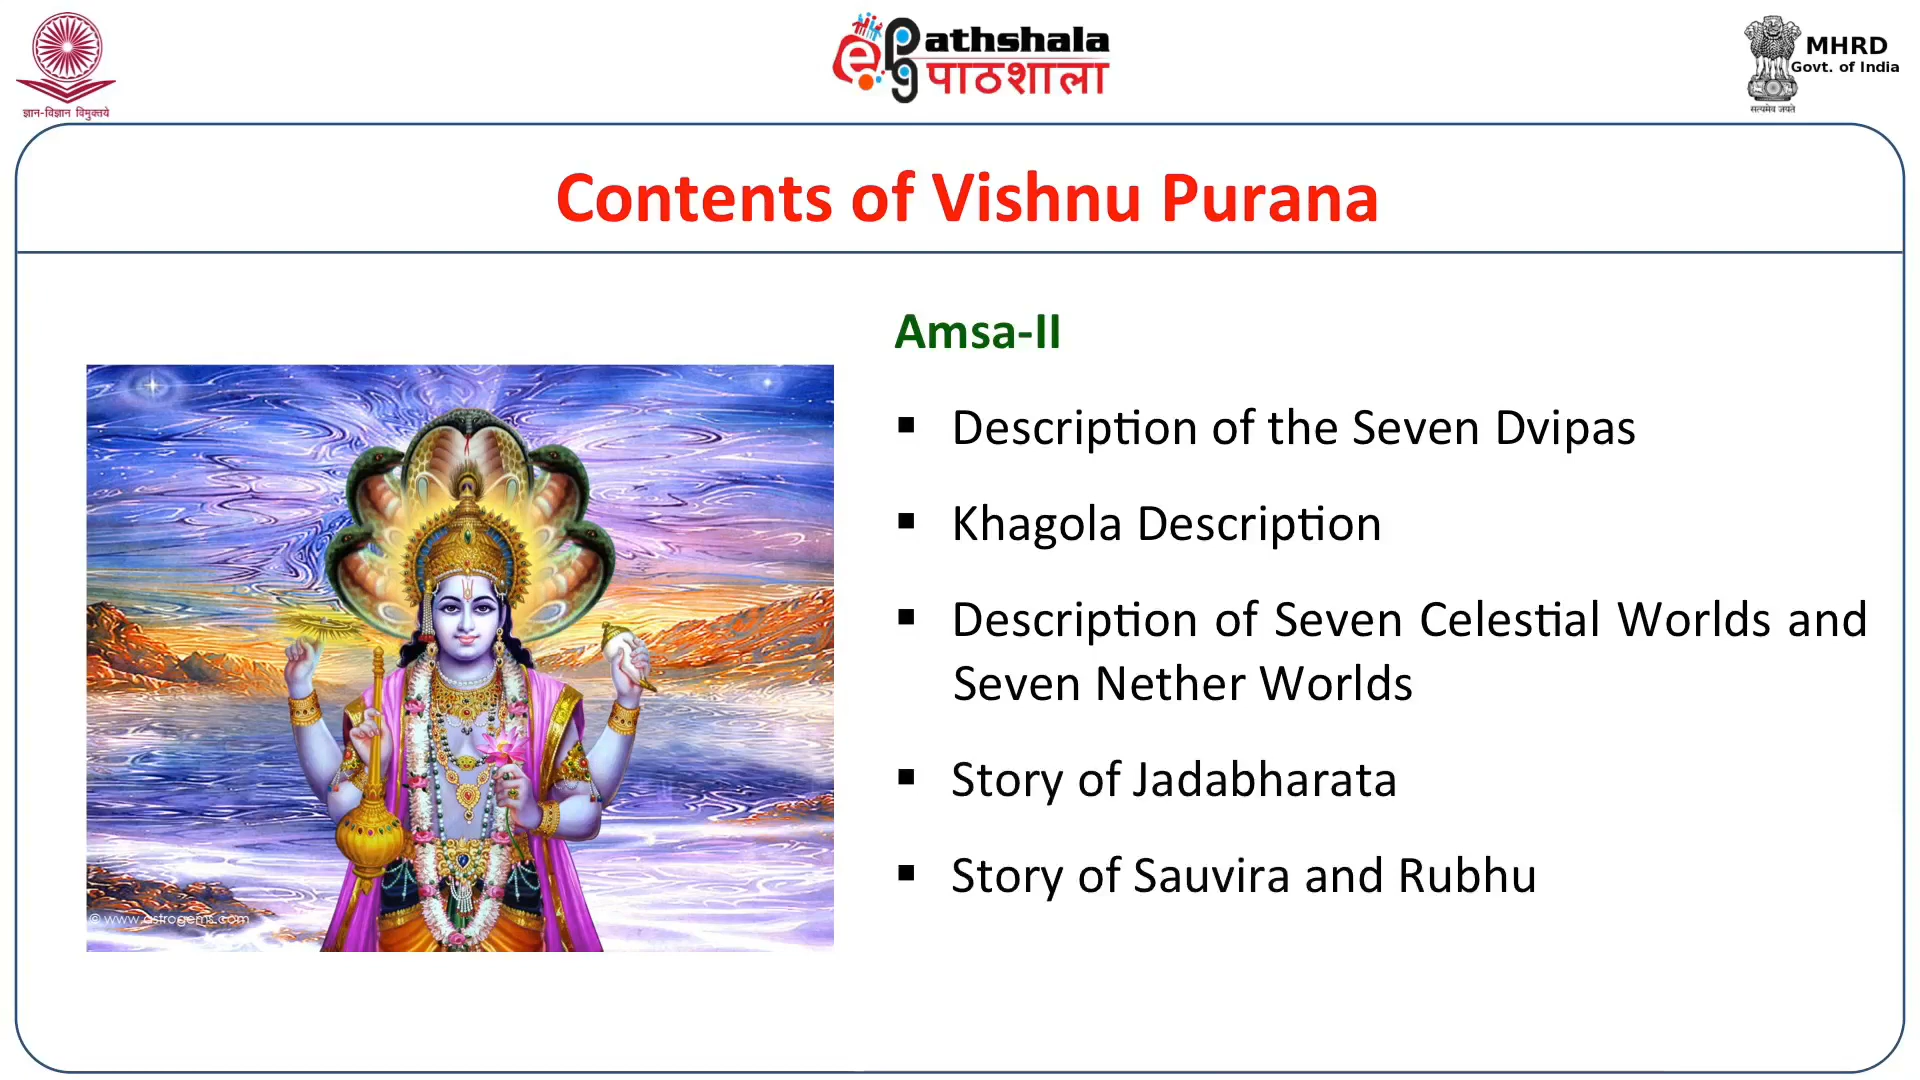 ज्ञान-विज्ञान विमुक्तये
ePathshala
पाठशाला
MHRD
Govt. of India
सत्यमेव जयते
Contents of Vishnu Purana
Amsa-II
▪ Description of the Seven Dvipas
▪ Khagola Description
▪ Description of Seven Celestial Worlds and
Seven Nether Worlds
▪ Story of Jadabharata
▪ Story of Sauvira and Rubhu
© www.astrogems.com